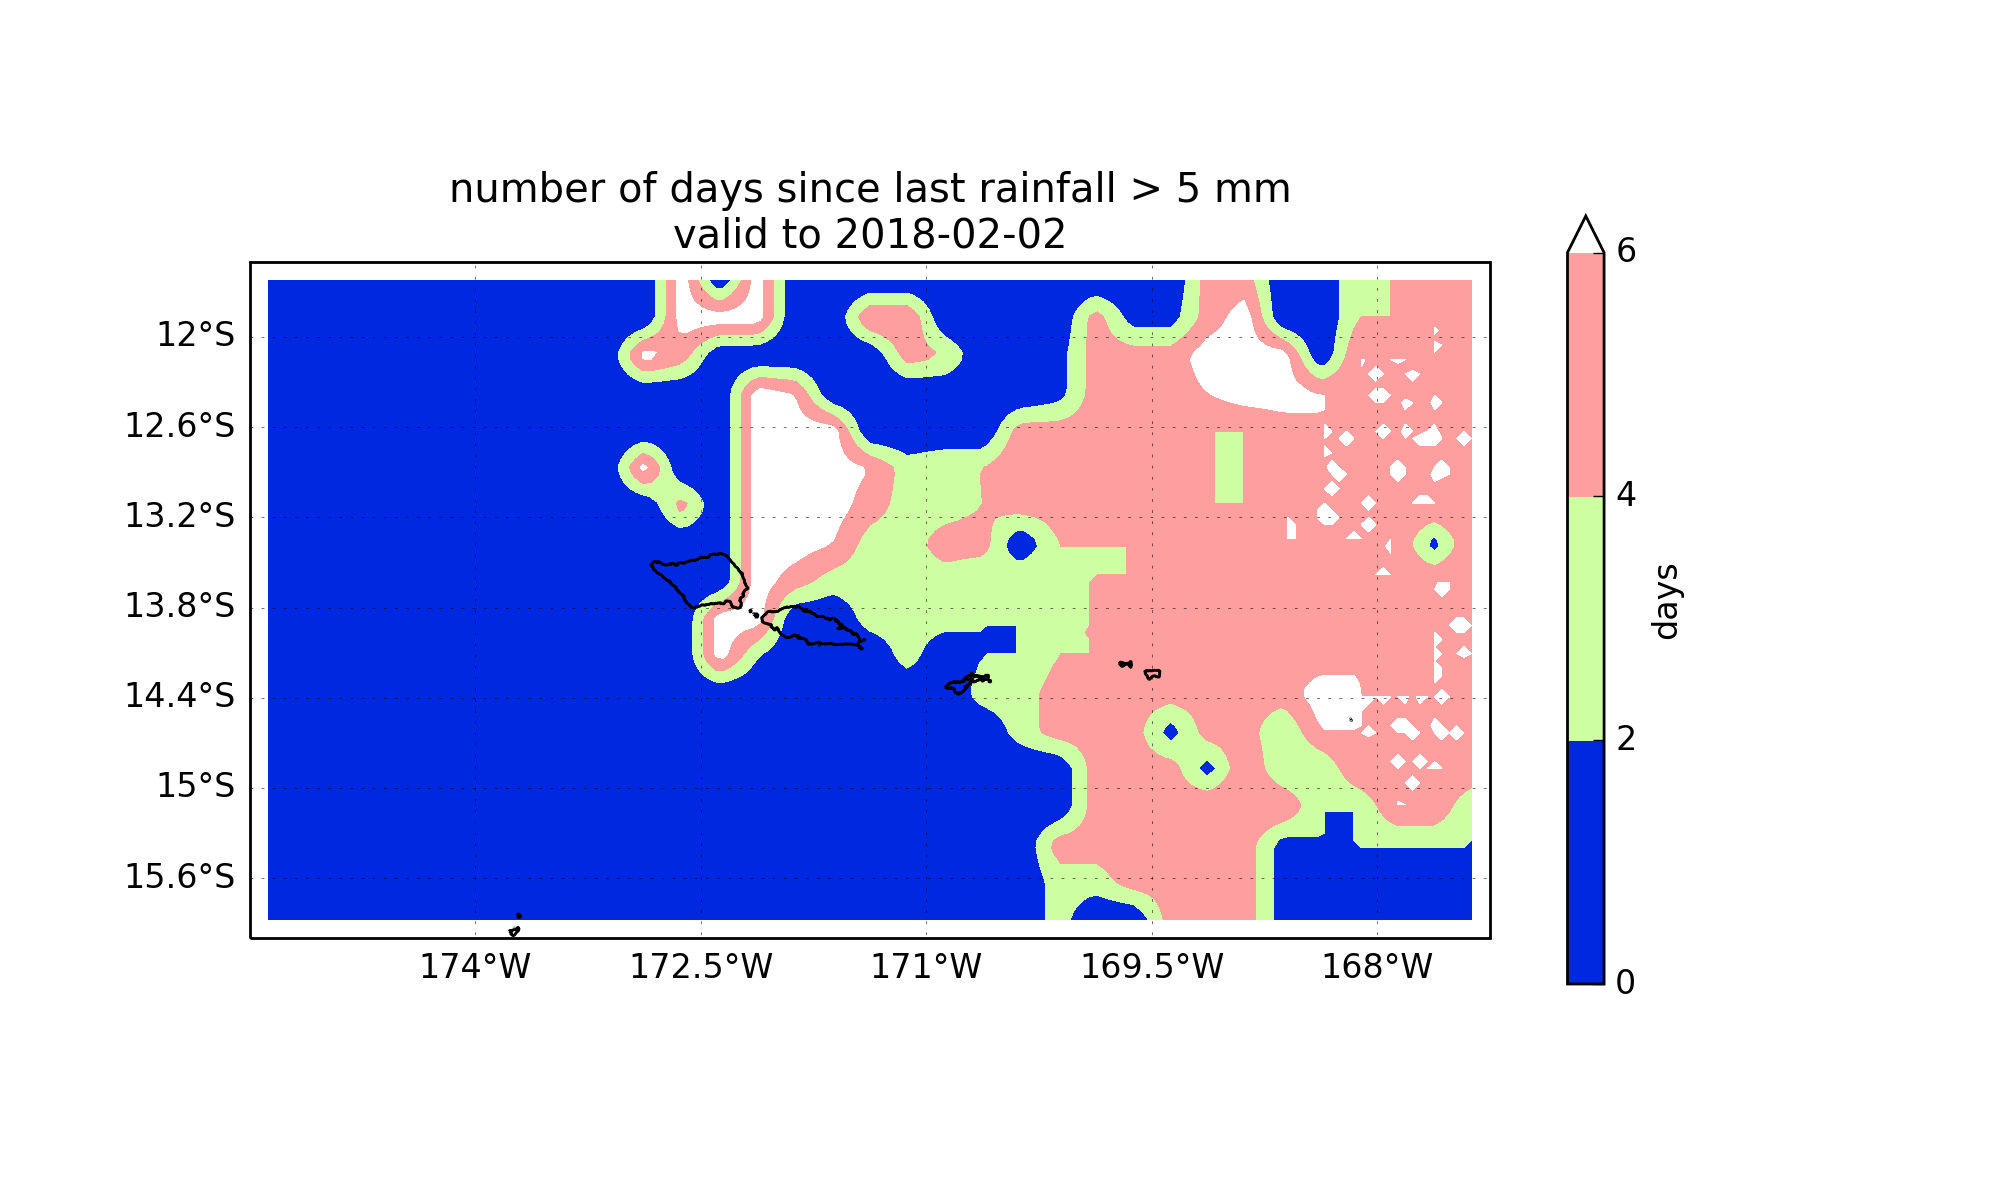 number of days since last rainfall > 5 mm
valid to 2018-02-02
12°S
12.6°S
13.2°S
13.8°S
14.4°S
15°S
15.6°S
174°W 172.5°W 171°W 169.5°W 168°W
6
4
2
0
days